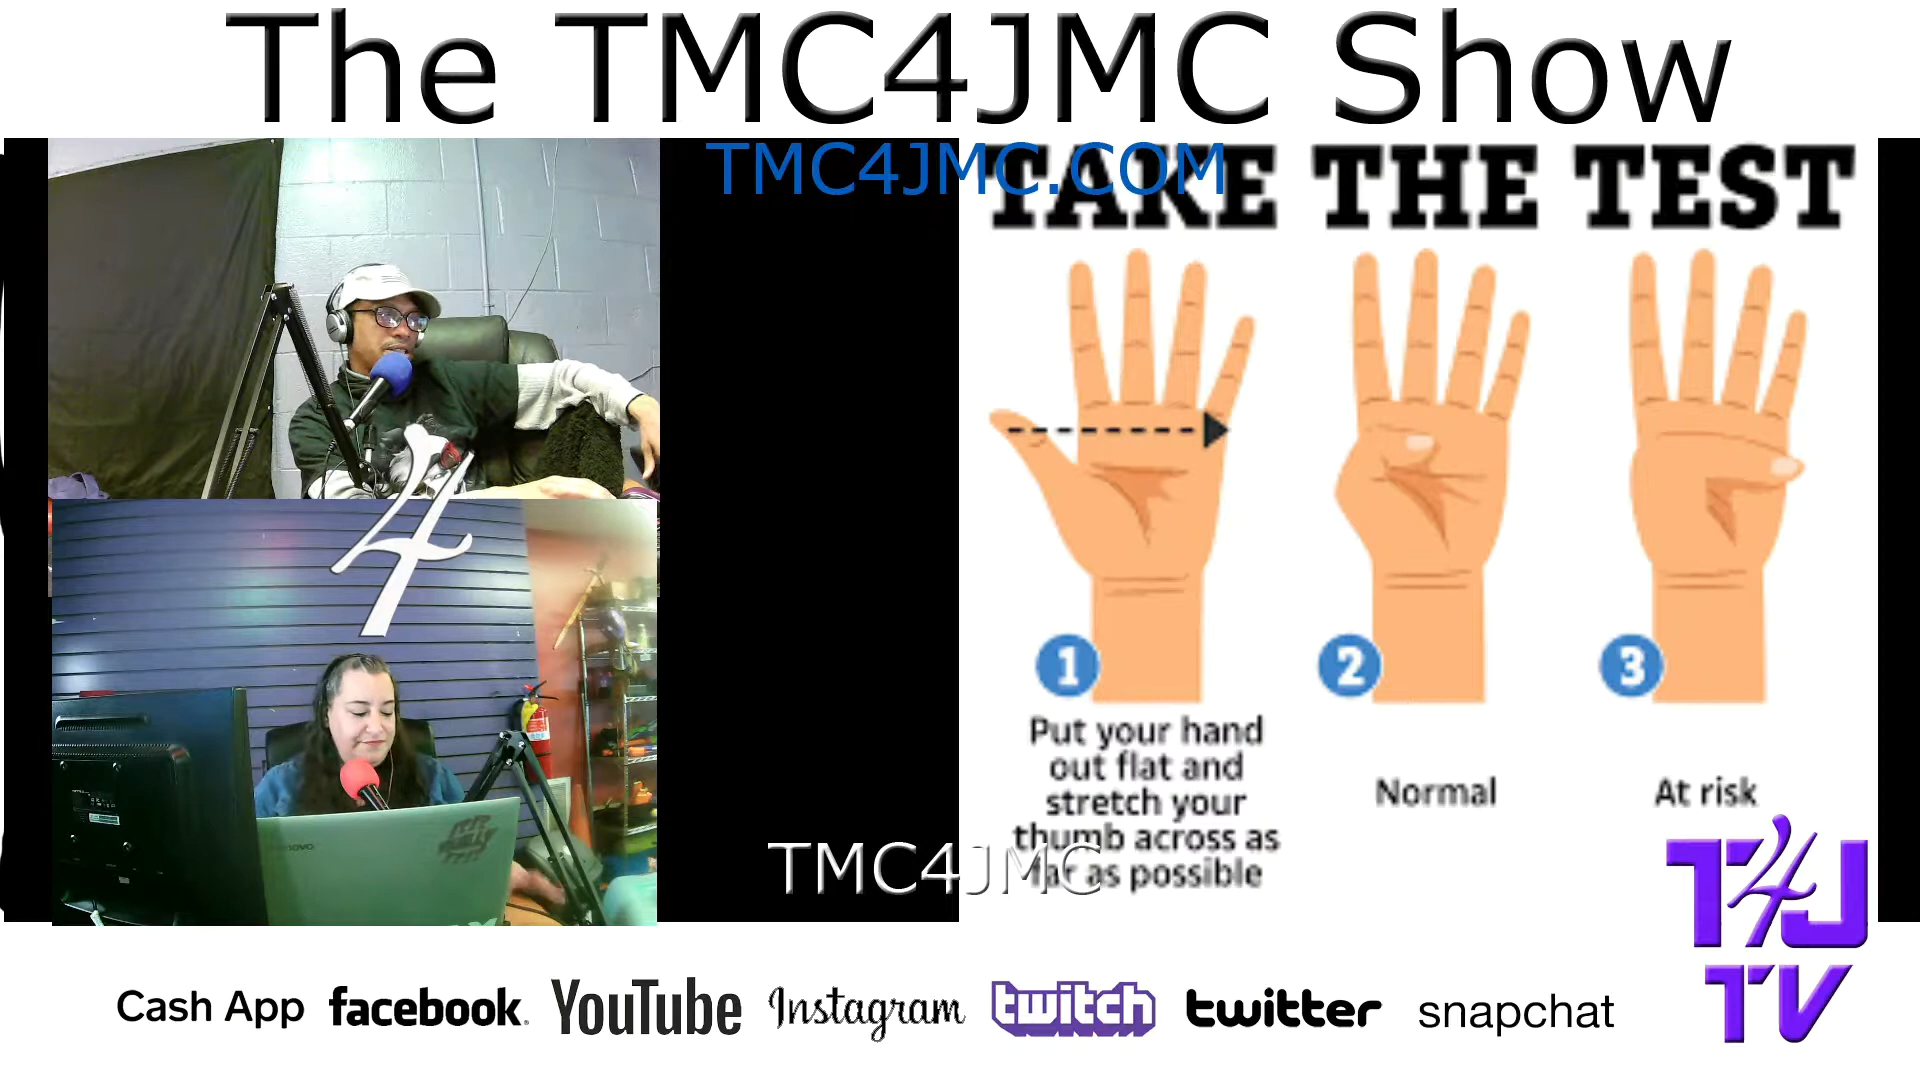 The TMC4JMC Show
TMC4JMC.COM
TAKE THE TEST
4
1
2
3
Put your hand
out flat and
stretch your
thumb across as
far as possible
Normal
At risk
TMC4JMC
T4J
TV
Cash App facebook. YouTube Instagram twitch twitter snapchat